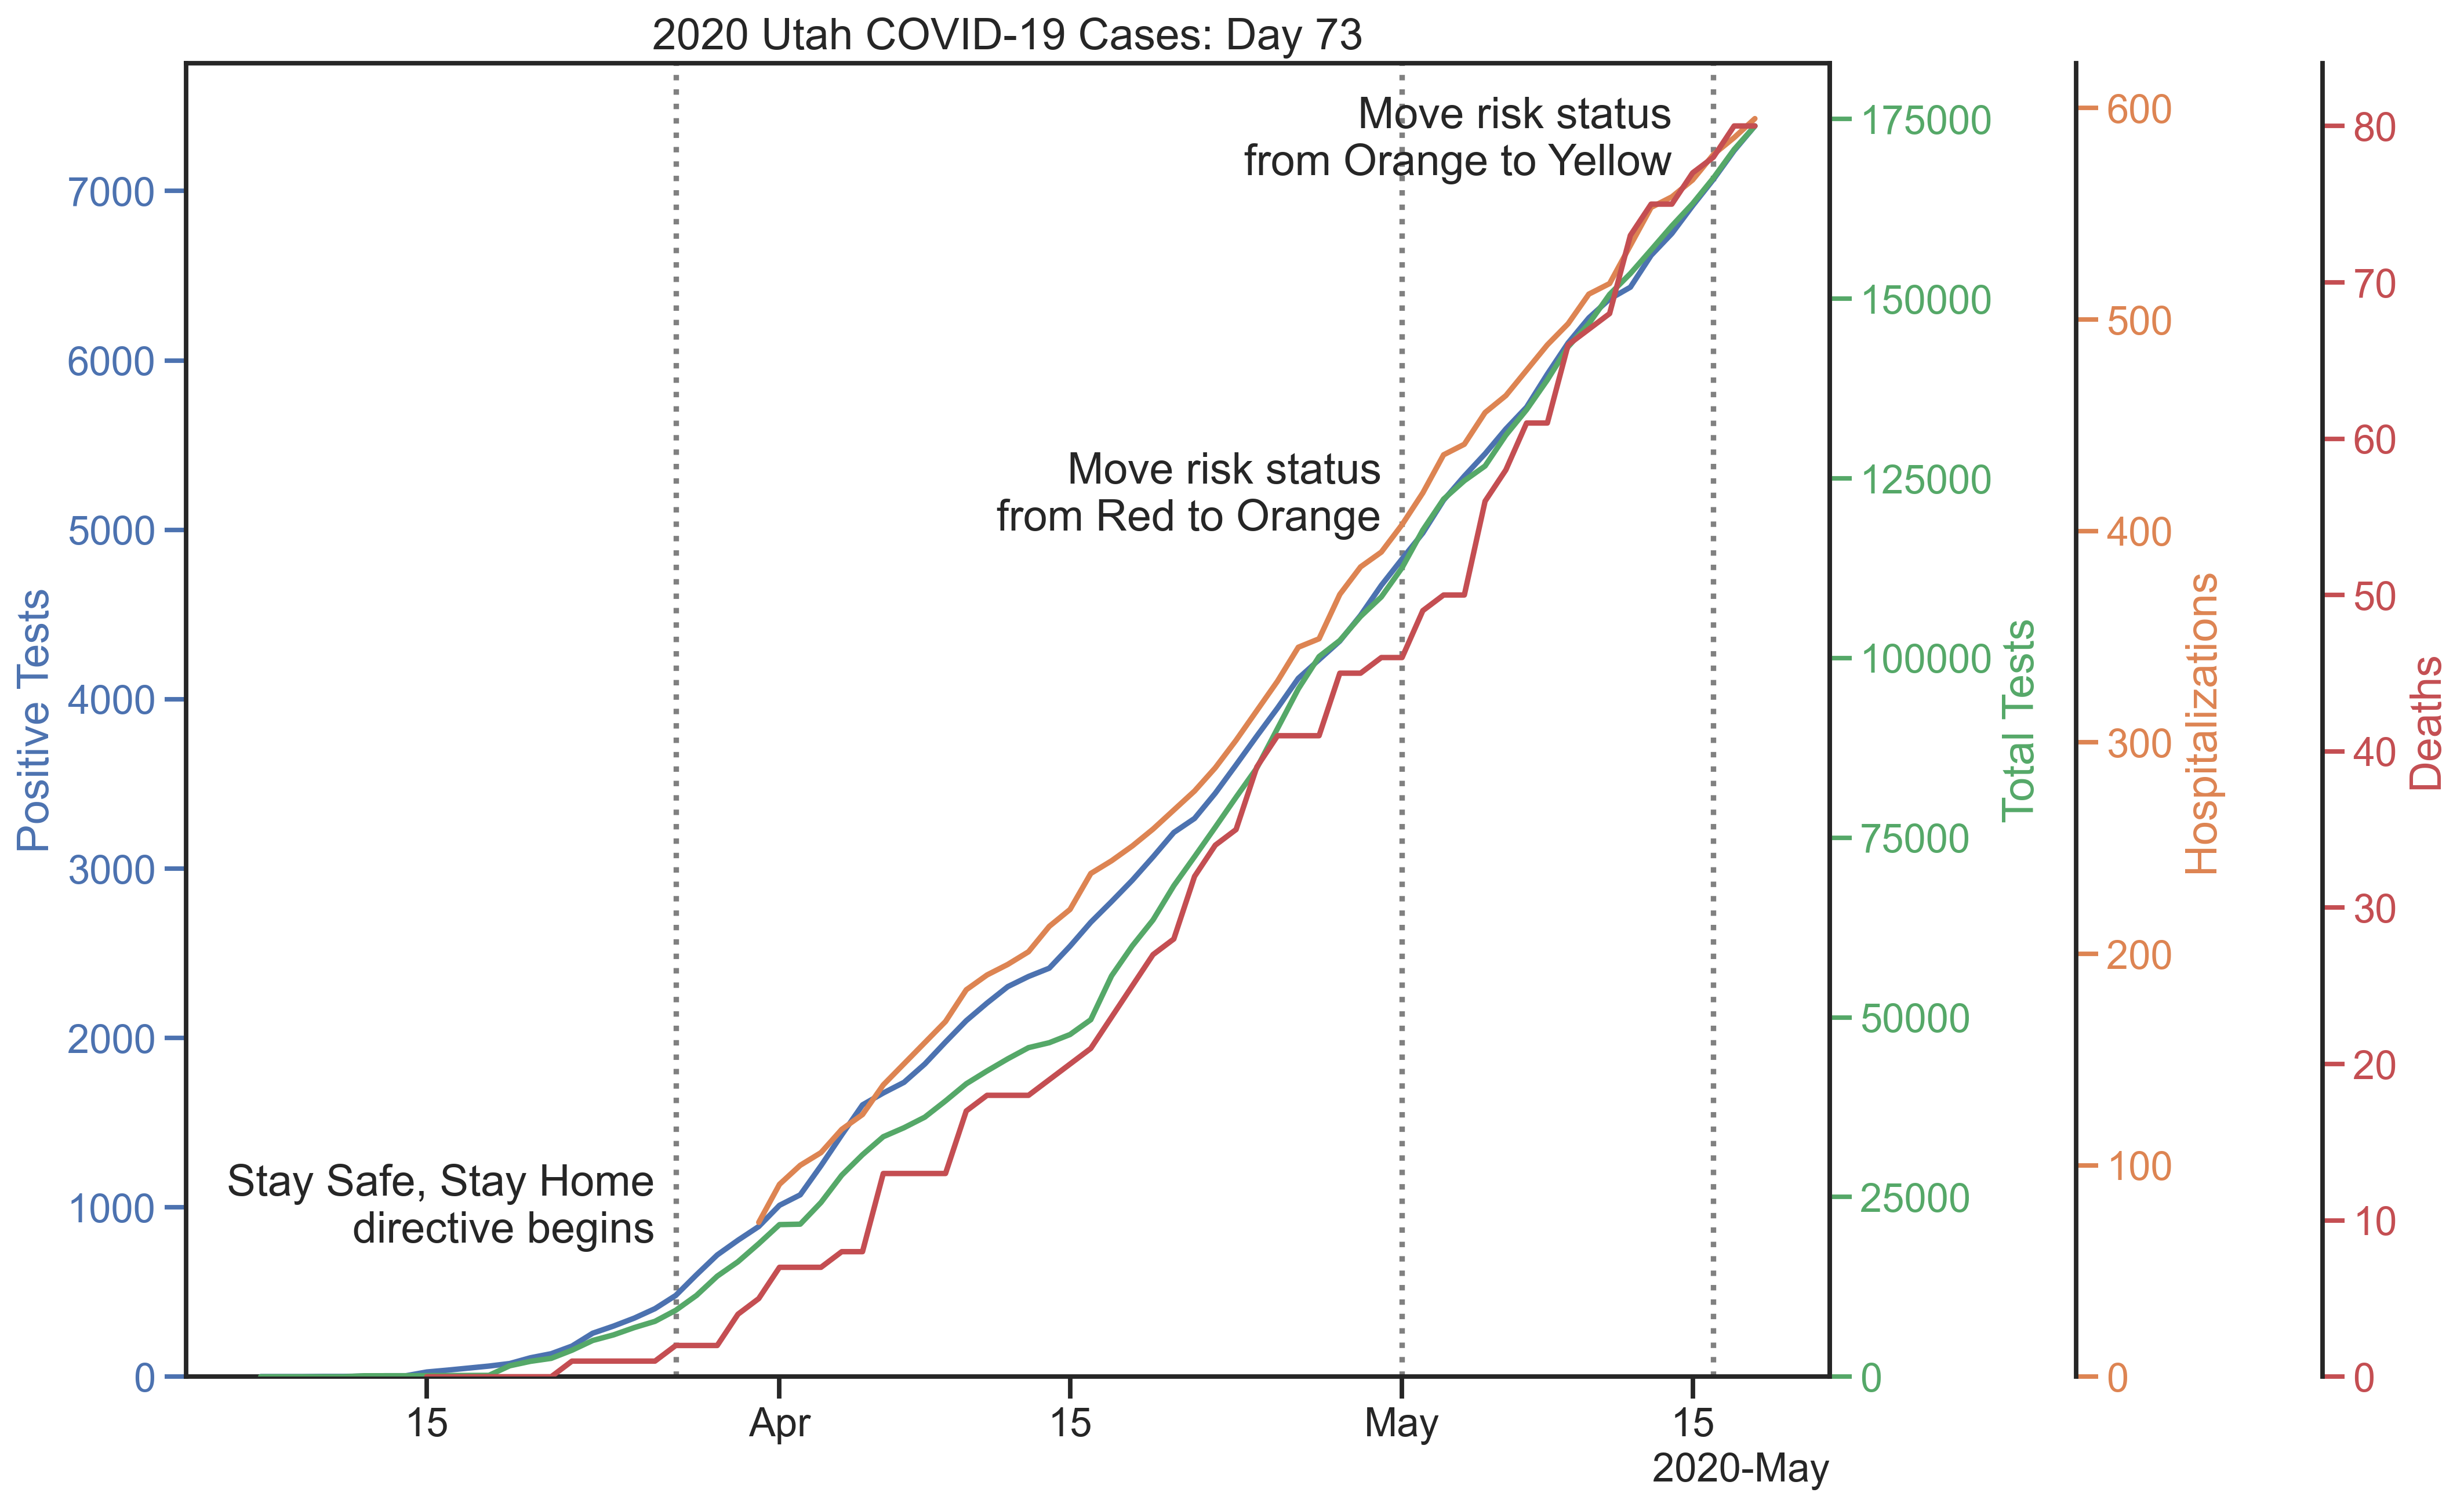 2020 Utah COVID-19 Cases: Day 73
Move risk status
from Orange to Yellow
Move risk status
from Red to Orange
Stay Safe, Stay Home
directive begins
Positive Tests
7000
6000
5000
4000
3000
2000
1000
0
15
Apr
15
May
15
2020-May
175000
150000
125000
100000
75000
50000
25000
0
Total Tests
600
500
400
300
200
100
0
Hospitalizations
80
70
60
50
40
30
20
10
0
Deaths